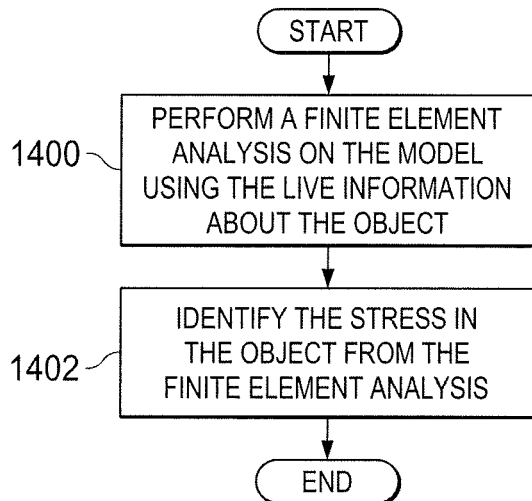 START
1400
PERFORM A FINITE ELEMENT
ANALYSIS ON THE MODEL
USING THE LIVE INFORMATION
ABOUT THE OBJECT
1402
IDENTIFY THE STRESS IN
THE OBJECT FROM THE
FINITE ELEMENT ANALYSIS
END